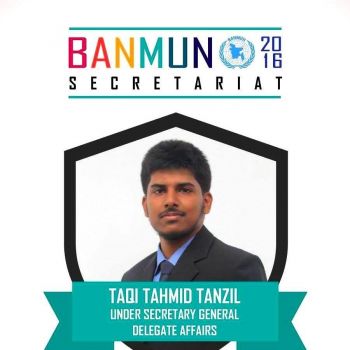 BANMUN 2016
SECRETARIAT
TAQI TAHMID TANZIL
UNDER SECRETARY GENERAL
DELEGATE AFFAIRS